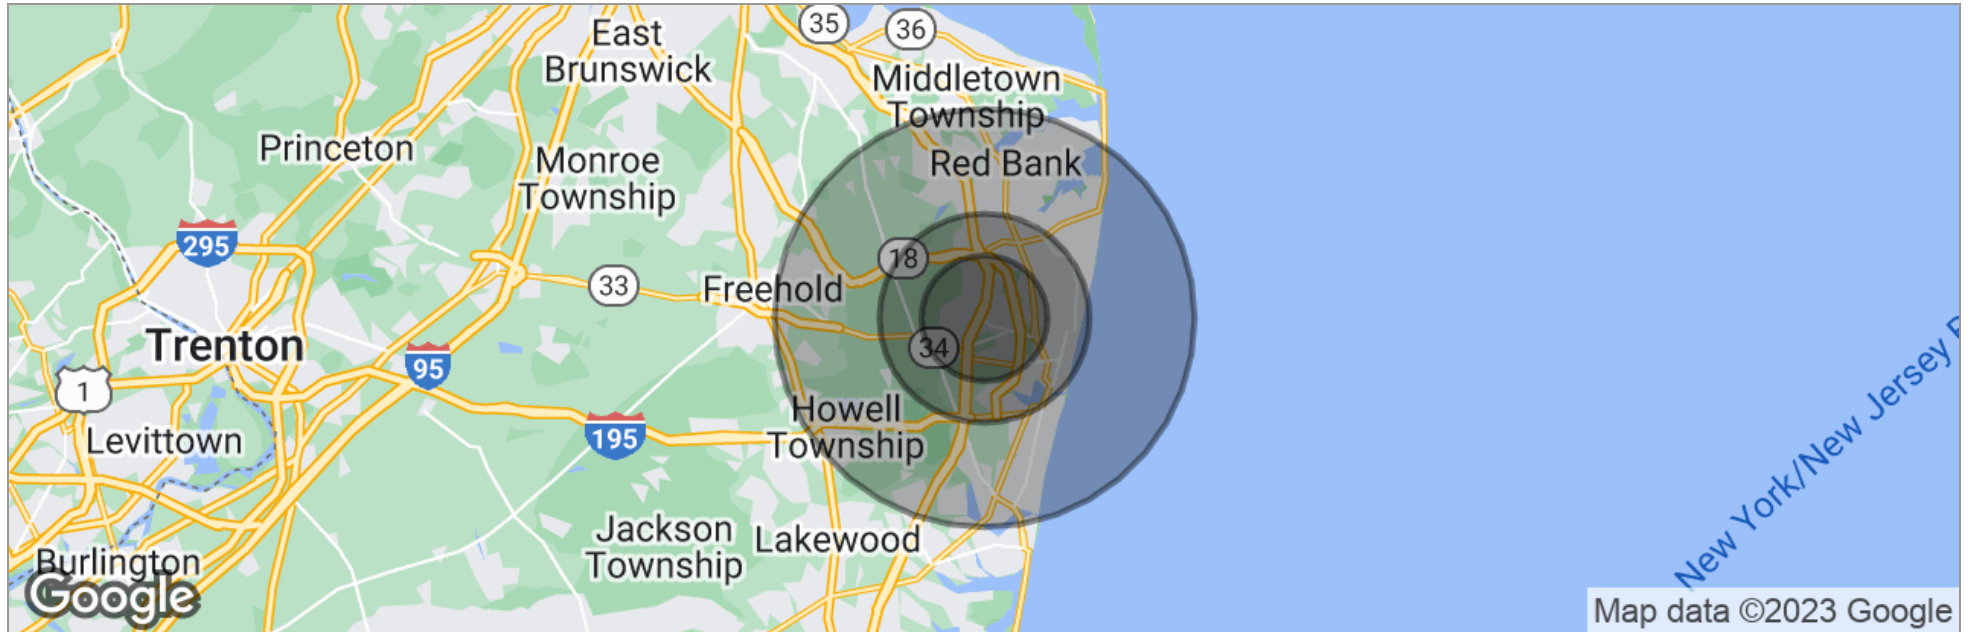 35
36
East
Brunswick
Middletown
Township
Princeton
Monroe
Township
Red Bank
295
18
33
Freehold
Trenton
34
95
1
Howell
Township
195
Levittown
New York/New Jersey
Jackson
Township
Lakewood
Burlington
Google
Map data ©2023 Google